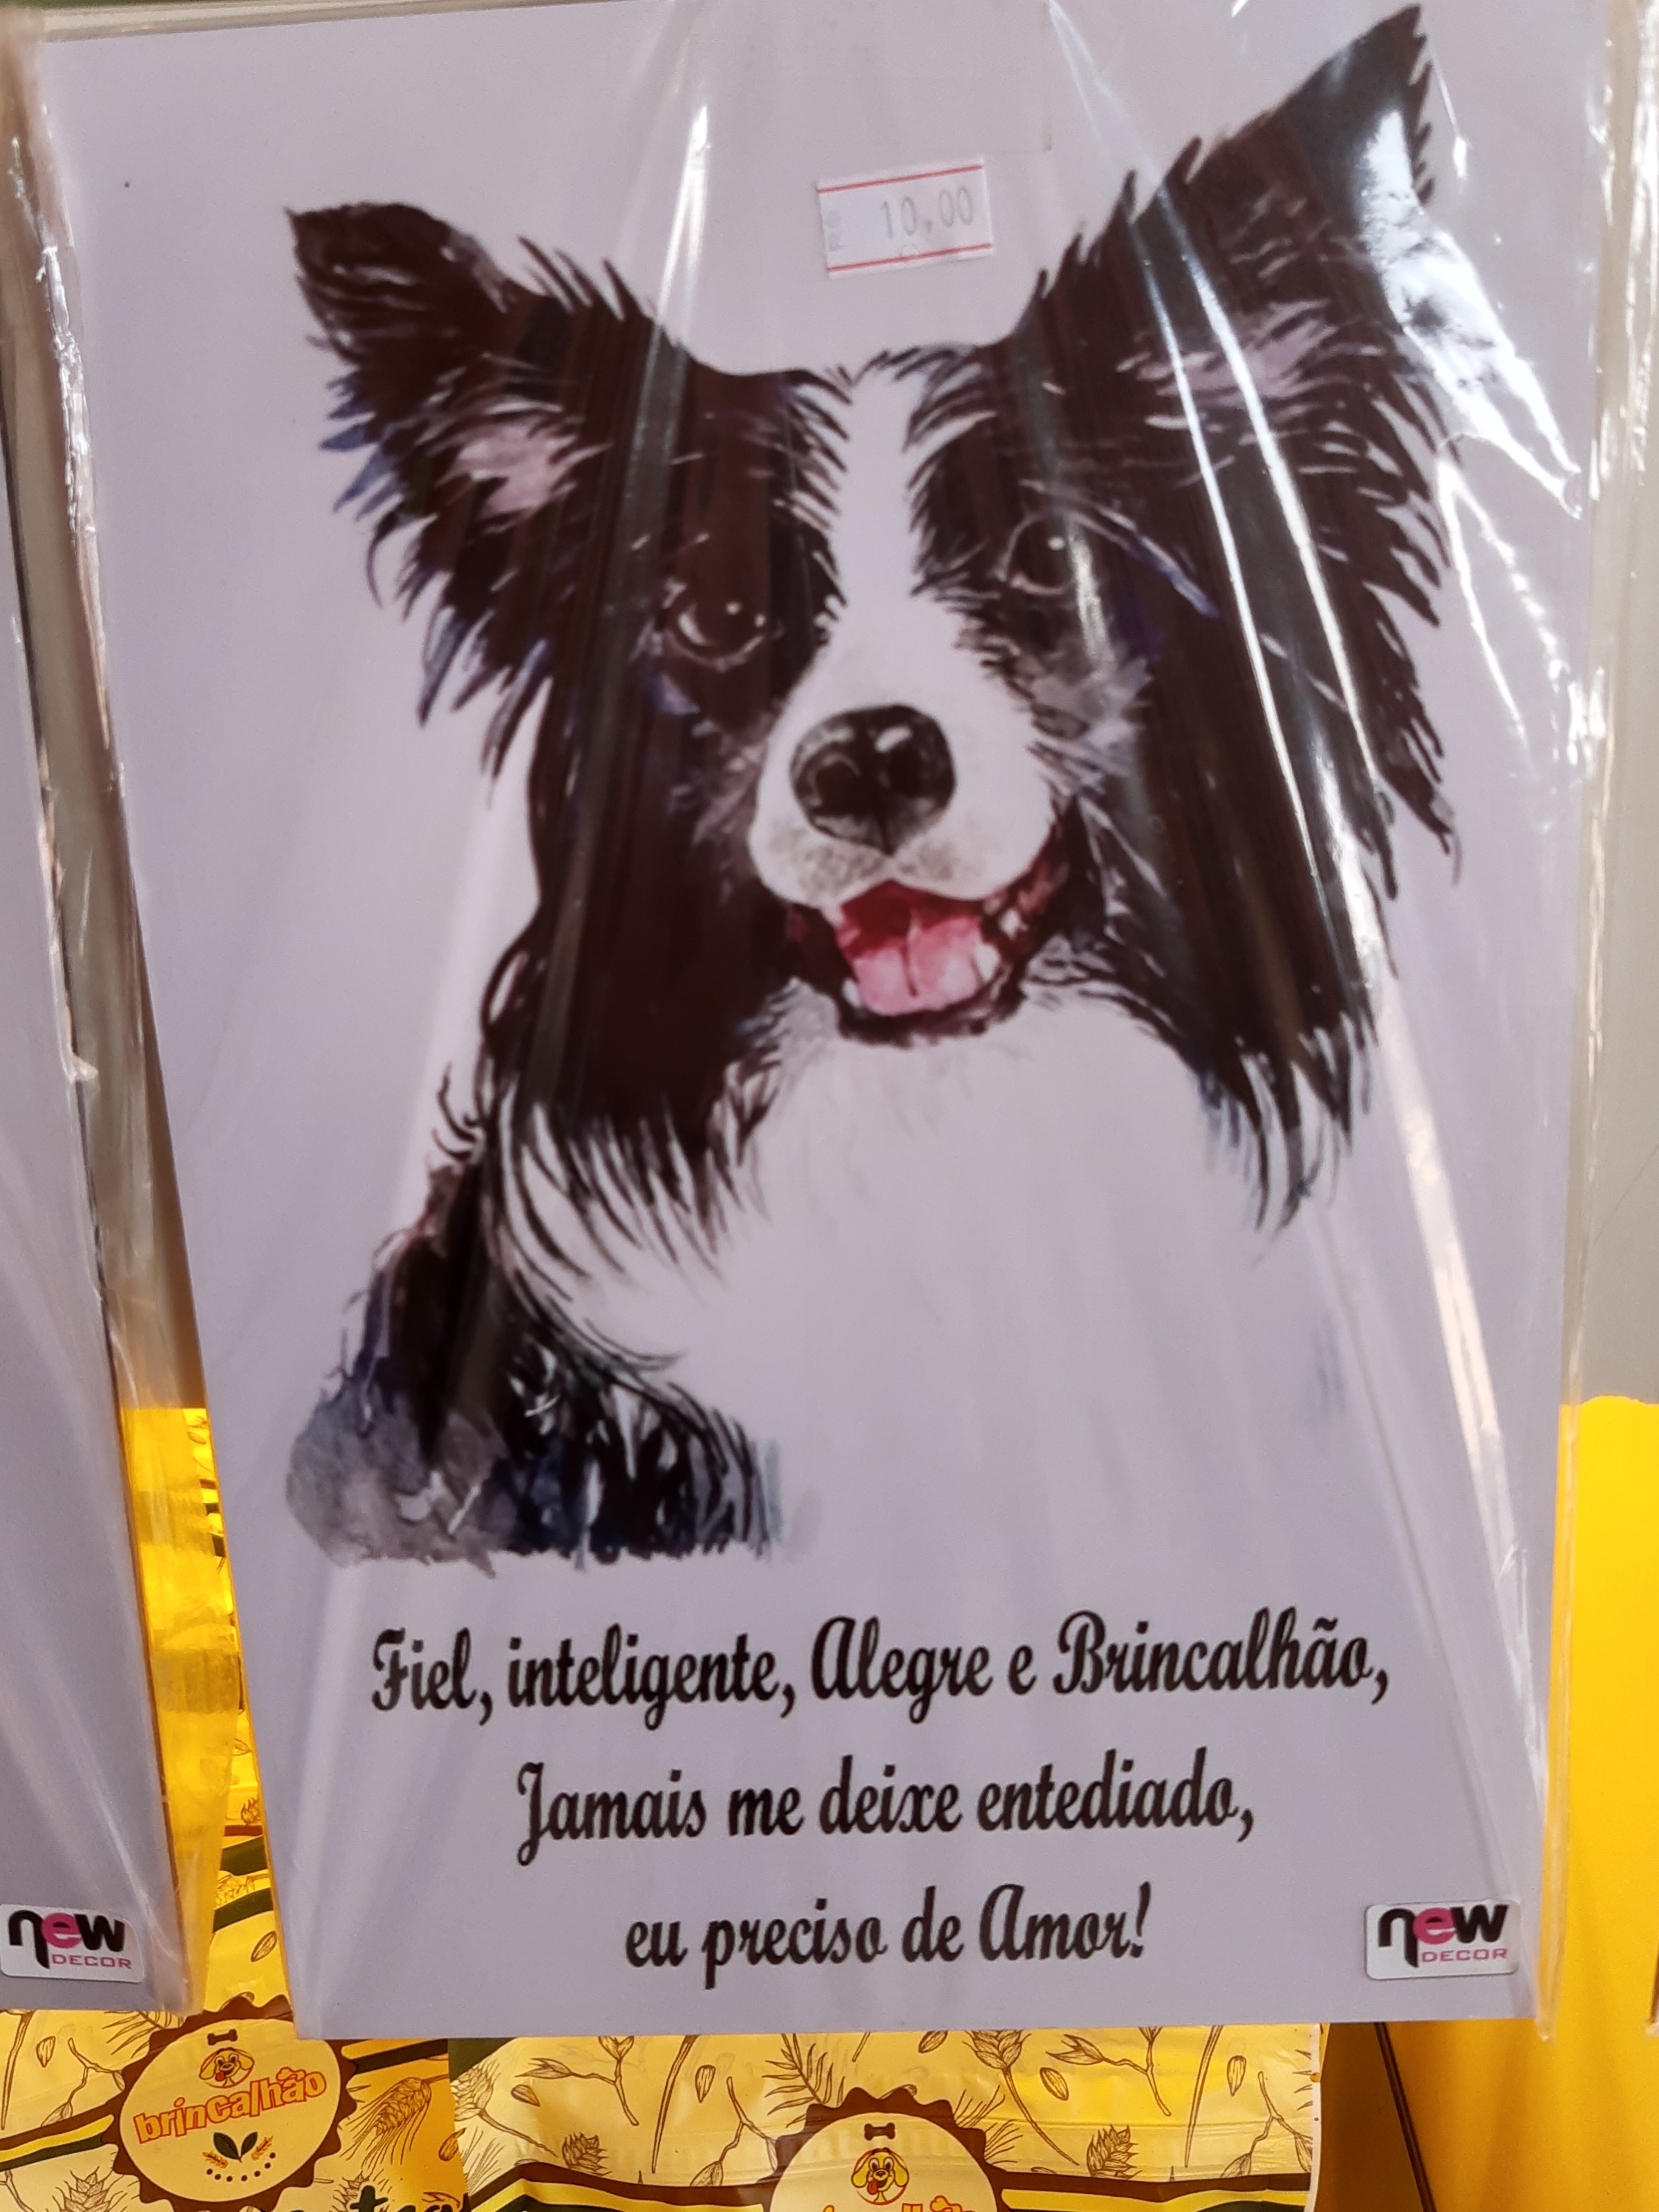 R$ 10,00
Fiel, inteligente, Alegre e Brincalhão,
Jamais me deixe entediado,
eu preciso de Amor!
new
DECOR
new
DECOR
brincalhão
brincalhão